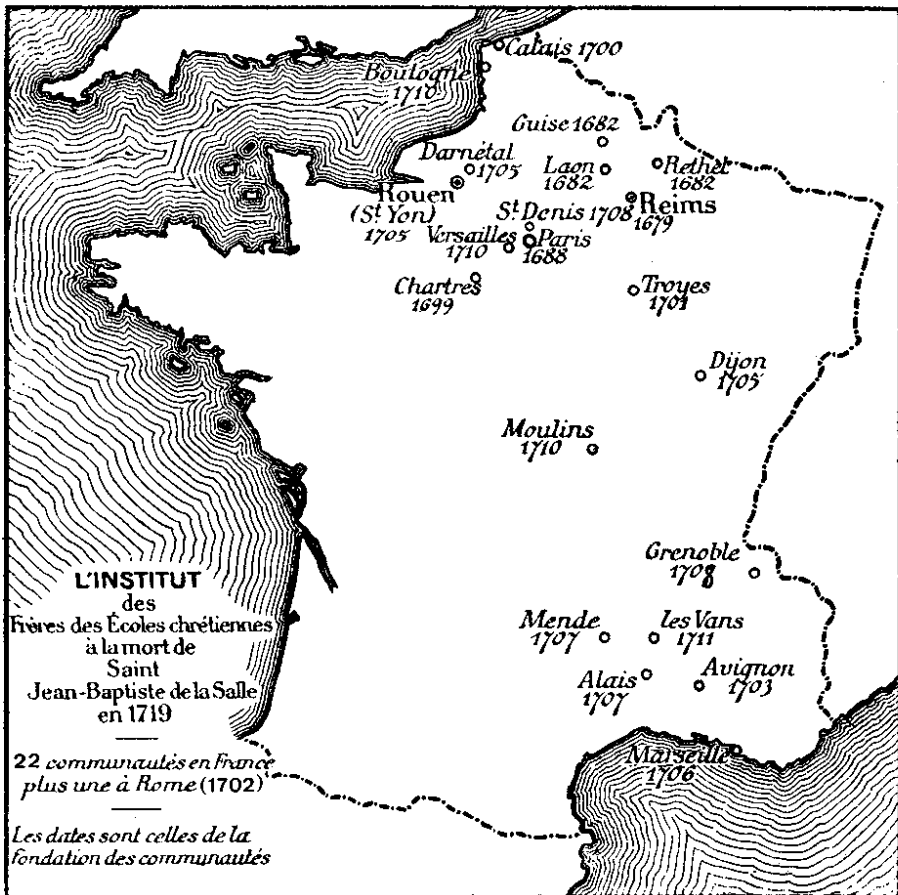 Calais 1700
Boulogne
1710
Guise 1682
Darnétal
1705
Laon
1682
Rethel
1682
Rouen
(St Yon)
1705
St Denis 1708
Reims
1679
Versailles
1710
Paris
1688
Chartres
1699
Troyes
1701
Dijon
1705
Moulins
1710
Grenoble
1708
Mende
1707
les Vans
1711
Alais
1707
Avignon
1703
Marseille
1706
L'INSTITUT
des
Frères des Écoles chrétiennes
à la mort de
Saint
Jean-Baptiste de la Salle
en 1719
22 communautés en France
plus une à Rome (1702)
Les dates sont celles de la
fondation des communautés